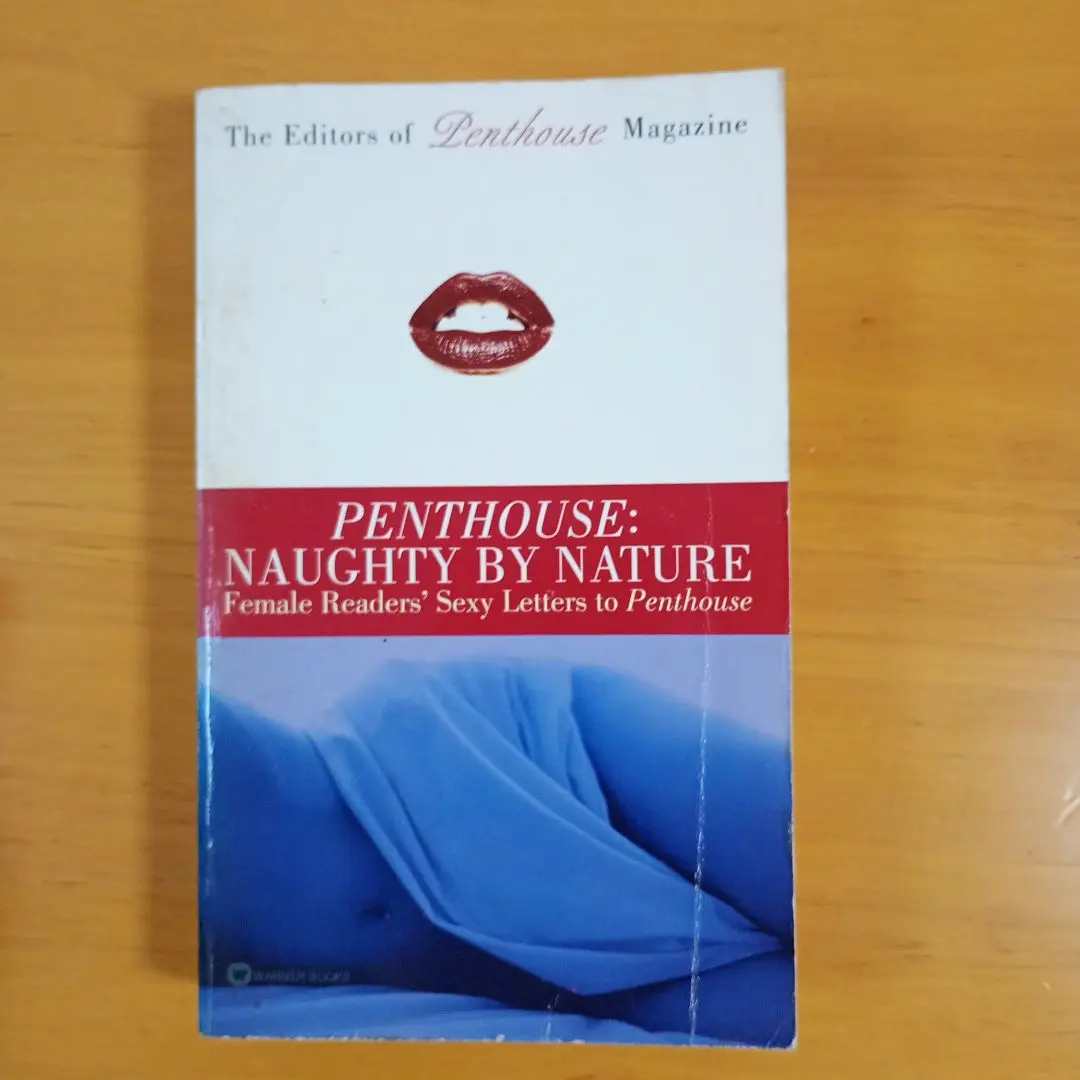 The Editors of Penthouse Magazine
PENTHOUSE:
NAUGHTY BY NATURE
Female Readers' Sexy Letters to Penthouse
WARNER BOOKS